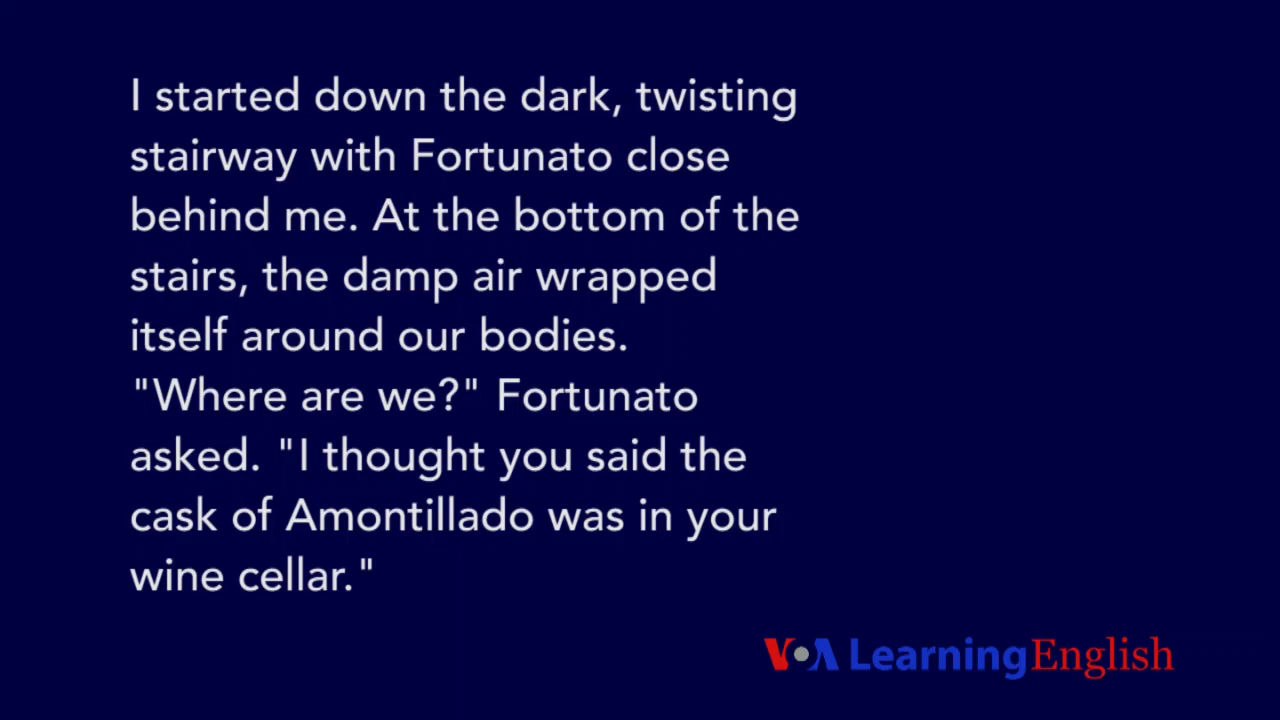 I started down the dark, twisting
stairway with Fortunato close
behind me. At the bottom of the
stairs, the damp air wrapped
itself around our bodies.
"Where are we?" Fortunato
asked. "I thought you said the
cask of Amontillado was in your
wine cellar."
VOA Learning English